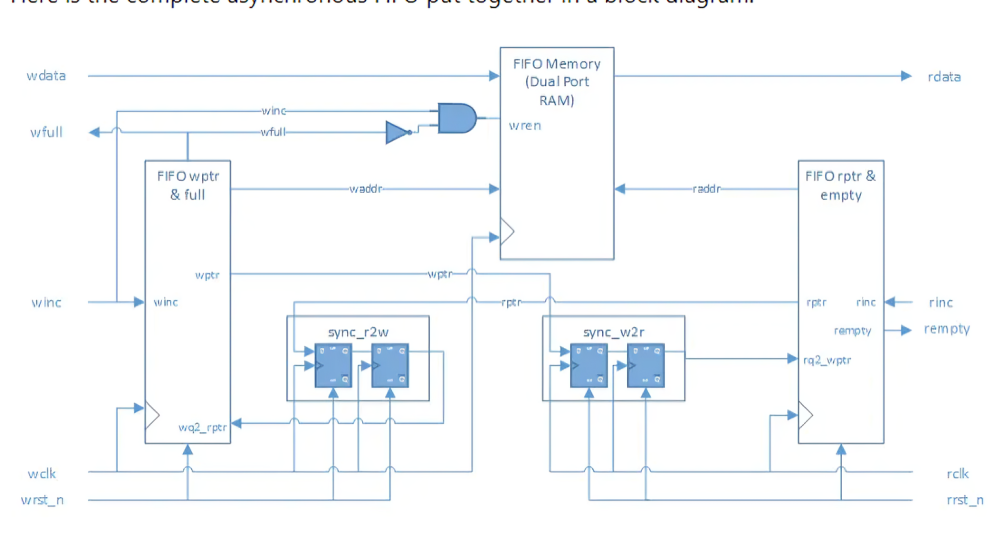 Here is the complete asynchronous FIFO put together in a block diagram.
wdata
FIFO Memory
(Dual Port
RAM)
rdata
winc
wren
wfull
wfull
FIFO wptr
& full
FIFO rptr &
empty
waddr
raddr
wptr
wptr
winc
winc
rptr
rptr
rinc
rinc
sync_r2w
sync_w2r
rempty
rempty
rq2_wptr
wq2_rptr
wclk
rclk
wrst_n
rrst_n